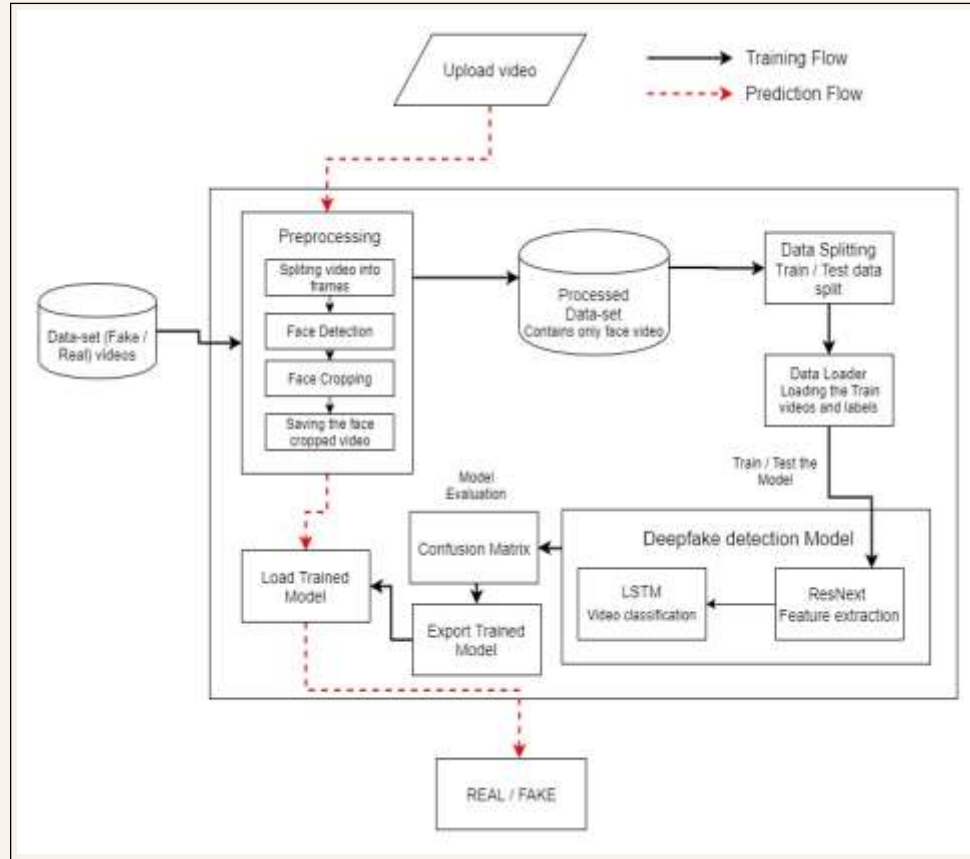 Upload video
Training Flow
Prediction Flow
Preprocessing
Spliting video into
frames
Face Detection
Face Cropping
Saving the face
cropped video
Data-set (Fake /
Real) videos
Processed
Data-set
Contains only face video
Data Splitting
Train / Test data
split
Data Loader
Loading the Train
videos and labels
Train / Test the
Model
Deepfake detection Model
ResNext
Feature extraction
LSTM
Video classification
Model
Evaluation
Confusion Matrix
Export Trained
Model
Load Trained
Model
REAL / FAKE